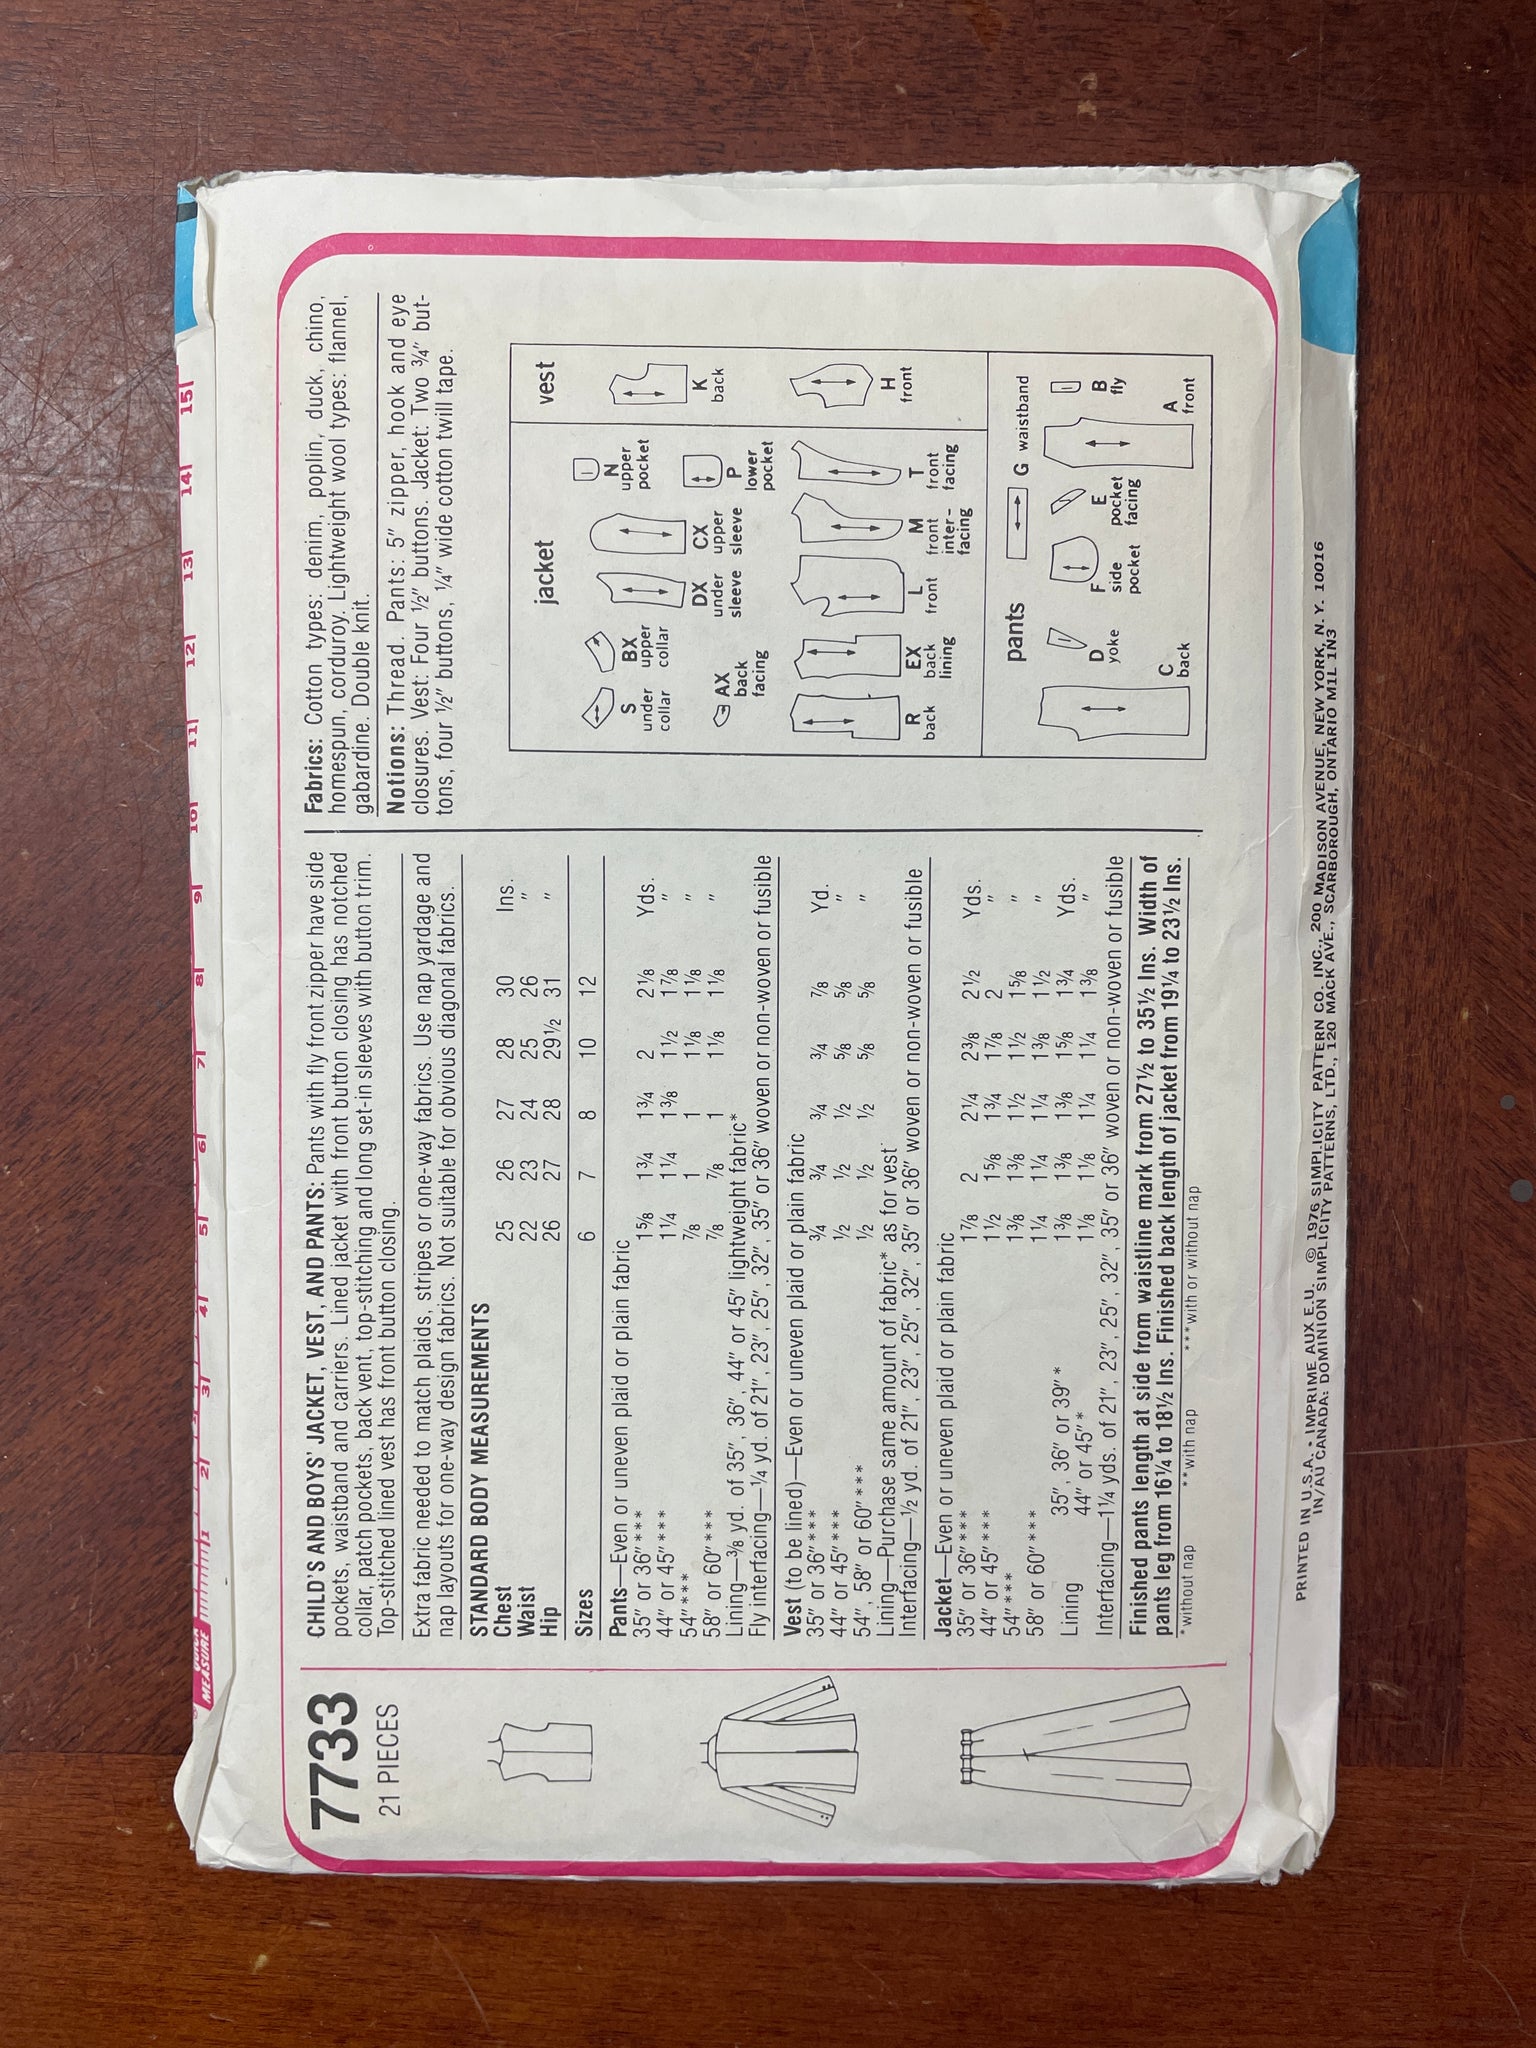 QUICK
MEASURE
1 2 3 4 5 6 7 8 9 10 11 12 13 14 15
7733
21 PIECES
CHILD'S AND BOYS' JACKET, VEST, AND PANTS: Pants with fly front zipper have side
pockets, waistband and carriers. Lined jacket with front button closing has notched
collar, patch pockets, back vent, top-stitching and long set-in sleeves with button trim.
Top-stitched lined vest has front button closing.
Extra fabric needed to match plaids, stripes or one-way fabrics. Use nap yardage and
nap layouts for one-way design fabrics. Not suitable for obvious diagonal fabrics.
STANDARD BODY MEASUREMENTS
Chest 25 26 27 28 30 Ins.
Waist 22 23 24 25 26 "
Hip 26 27 28 29½ 31 "
Sizes 6 7 8 10 12
Pants—Even or uneven plaid or plain fabric
35" or 36"*** 1⅝ 1¾ 1¾ 2 2⅛ Yds.
44" or 45"*** 1¼ 1¼ 1⅜ 1½ 1⅞ "
54"*** ⅞ 1 1 1⅛ 1⅛ "
58" or 60"*** ⅞ ⅞ 1 1⅛ 1⅛ "
Lining—⅜ yd. of 35", 36", 44" or 45" lightweight fabric*
Fly interfacing—¼ yd. of 21", 23", 25", 32", 35" or 36" woven or non-woven or fusible
Vest (to be lined)—Even or uneven plaid or plain fabric
35" or 36"*** ¾ ¾ ¾ ¾ ⅞ Yd.
44" or 45"*** ½ ½ ½ ⅝ ⅝ "
54", 58" or 60"*** ½ ½ ½ ⅝ ⅝ "
Lining—Purchase same amount of fabric* as for vest
Interfacing—½ yd. of 21", 23", 25", 32", 35" or 36" woven or non-woven or fusible
Jacket—Even or uneven plaid or plain fabric
35" or 36"*** 1⅞ 2 2¼ 2⅜ 2½ Yds.
44" or 45"*** 1½ 1⅝ 1¾ 1⅞ 2 "
54"*** 1⅜ 1⅜ 1½ 1½ 1⅝ "
58" or 60"*** 1¼ 1¼ 1¼ 1⅜ 1½ "
Lining 35", 36" or 39"* 1⅜ 1⅜ 1⅜ 1⅝ 1¾ Yds.
44" or 45"* 1⅛ 1⅛ 1¼ 1¼ 1⅜ "
Interfacing—1¼ yds. of 21", 23", 25", 32", 35" or 36" woven or non-woven or fusible
Finished pants length at side from waistline mark from 27½ to 35½ Ins. Width of
pants leg from 16¼ to 18½ Ins. Finished back length of jacket from 19¼ to 23½ Ins.
*without nap **with nap ***with or without nap
Fabrics: Cotton types: denim, poplin, duck, chino,
homespun, corduroy. Lightweight wool types: flannel,
gabardine. Double knit.
Notions: Thread. Pants: 5" zipper, hook and eye
closures. Vest: Four ½" buttons. Jacket: Two ¾" but-
tons, four ½" buttons, ¼" wide cotton twill tape.
jacket
S
under
collar
BX
upper
collar
DX
under
sleeve
CX
upper
sleeve
N
upper
pocket
AX
back
facing
P
lower
pocket
R
back
EX
back
lining
L
front
M
front
inter-
facing
T
front
facing
vest
K
back
H
front
pants
G waistband
C
back
D
yoke
F
side
pocket
E
pocket
facing
B
fly
A
front
PRINTED IN U.S.A. • IMPRIME AUX E.U. © 1976 SIMPLICITY PATTERN CO. INC., 200 MADISON AVENUE, NEW YORK, N. Y. 10016
IN/AU CANADA: DOMINION SIMPLICITY PATTERNS, LTD., 120 MACK AVE., SCARBOROUGH, ONTARIO M1L 1N3